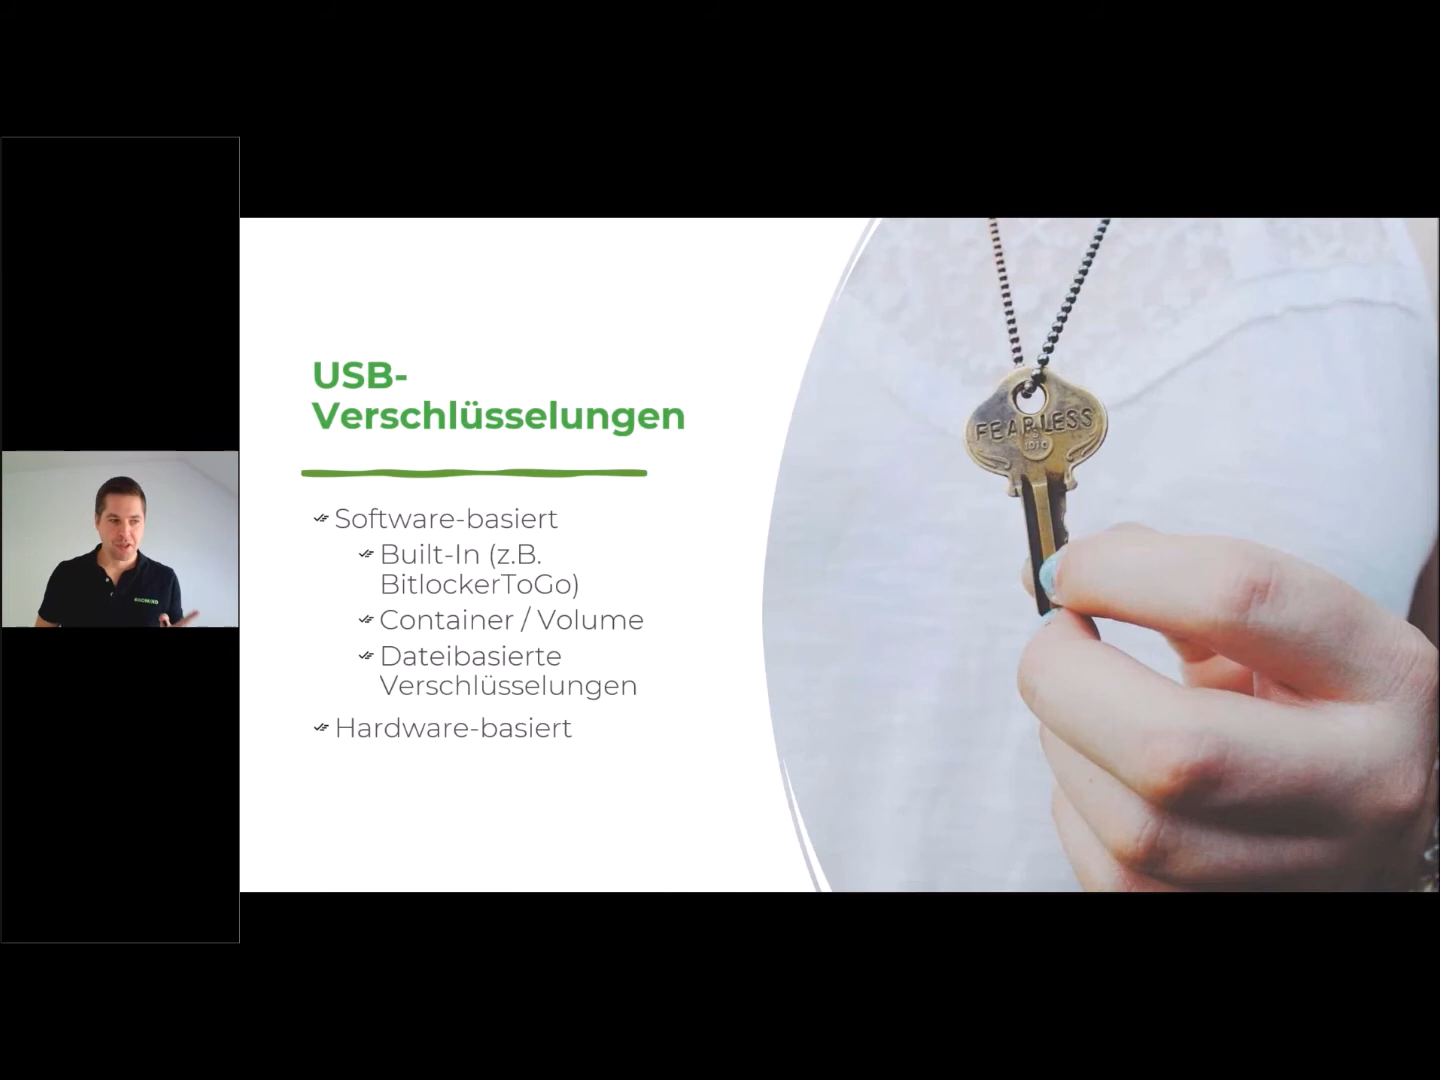 USB-
Verschlüsselungen
Software-basiert
Built-In (z.B.
BitlockerToGo)
Container / Volume
Dateibasierte
Verschlüsselungen
Hardware-basiert
FEARLESS